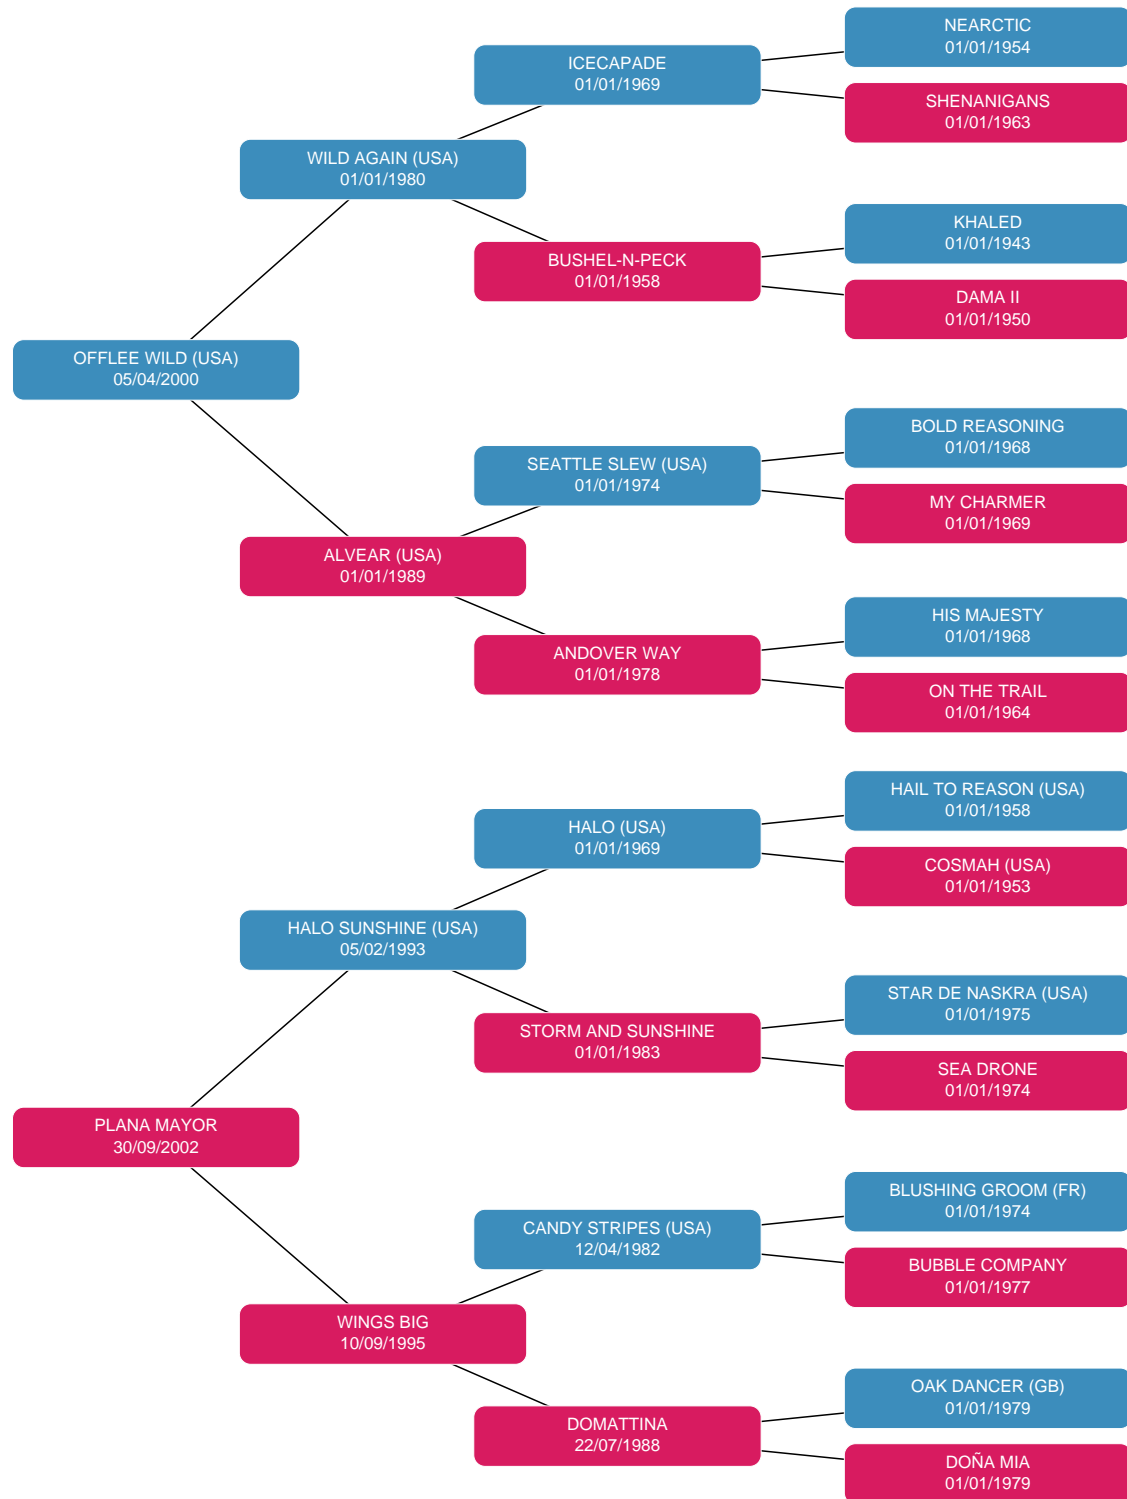 NEARCTIC
01/01/1954
ICECAPADE
01/01/1969
SHENANIGANS
01/01/1963
WILD AGAIN (USA)
01/01/1980
KHALED
01/01/1943
BUSHEL-N-PECK
01/01/1958
DAMA II
01/01/1950
OFFLEE WILD (USA)
05/04/2000
BOLD REASONING
01/01/1968
SEATTLE SLEW (USA)
01/01/1974
MY CHARMER
01/01/1969
ALVEAR (USA)
01/01/1989
HIS MAJESTY
01/01/1968
ANDOVER WAY
01/01/1978
ON THE TRAIL
01/01/1964
HAIL TO REASON (USA)
01/01/1958
HALO (USA)
01/01/1969
COSMAH (USA)
01/01/1953
HALO SUNSHINE (USA)
05/02/1993
STAR DE NASKRA (USA)
01/01/1975
STORM AND SUNSHINE
01/01/1983
SEA DRONE
01/01/1974
PLANA MAYOR
30/09/2002
BLUSHING GROOM (FR)
01/01/1974
CANDY STRIPES (USA)
12/04/1982
BUBBLE COMPANY
01/01/1977
WINGS BIG
10/09/1995
OAK DANCER (GB)
01/01/1979
DOMATTINA
22/07/1988
DOÑA MIA
01/01/1979